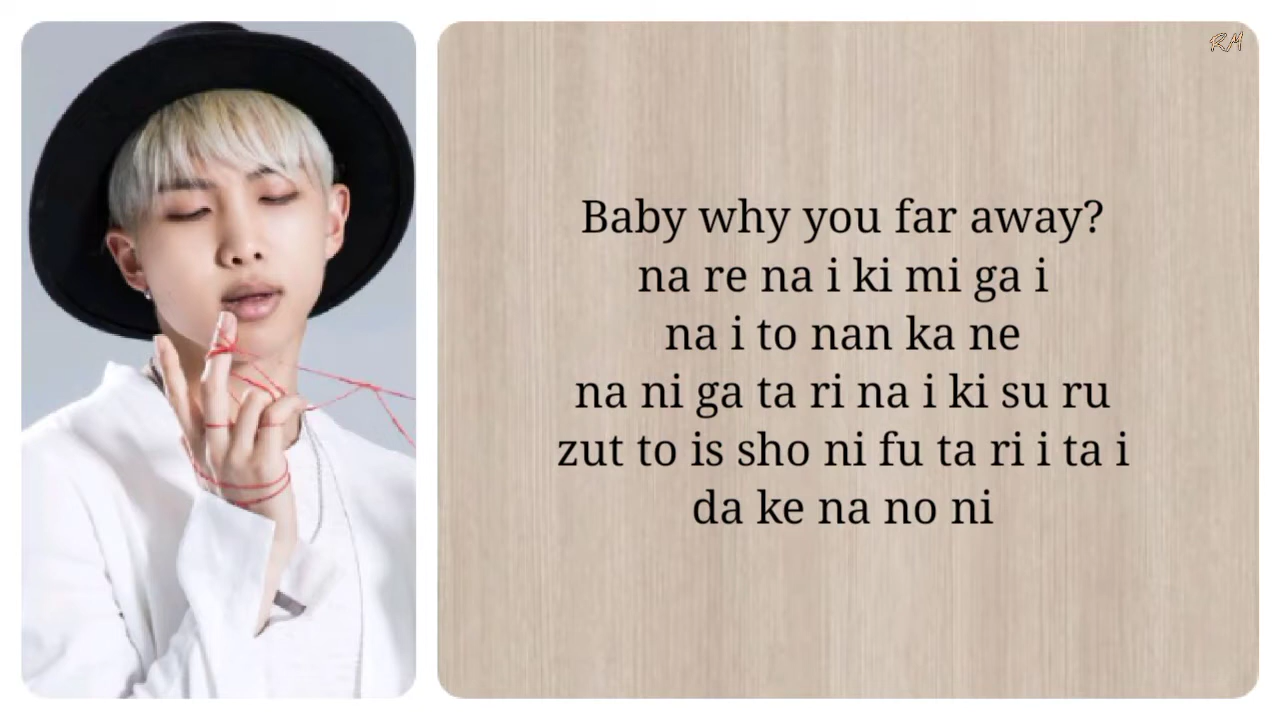 RM
Baby why you far away?
na re na i ki mi ga i
na i to nan ka ne
na ni ga ta ri na i ki su ru
zut to is sho ni fu ta ri i ta i
da ke na no ni